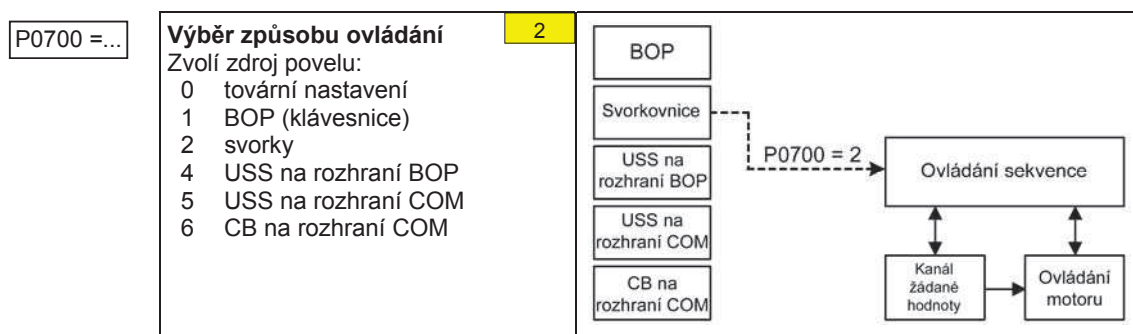 P0700 =...
Výběr způsobu ovládání 2
Zvolí zdroj povelu:
0 tovární nastavení
1 BOP (klávesnice)
2 svorky
4 USS na rozhraní BOP
5 USS na rozhraní COM
6 CB na rozhraní COM
BOP
Svorkovnice
USS na
rozhraní BOP
USS na
rozhraní COM
CB na
rozhraní COM
P0700 = 2
Ovládání sekvence
Kanál
žádané
hodnoty
Ovládání
motoru